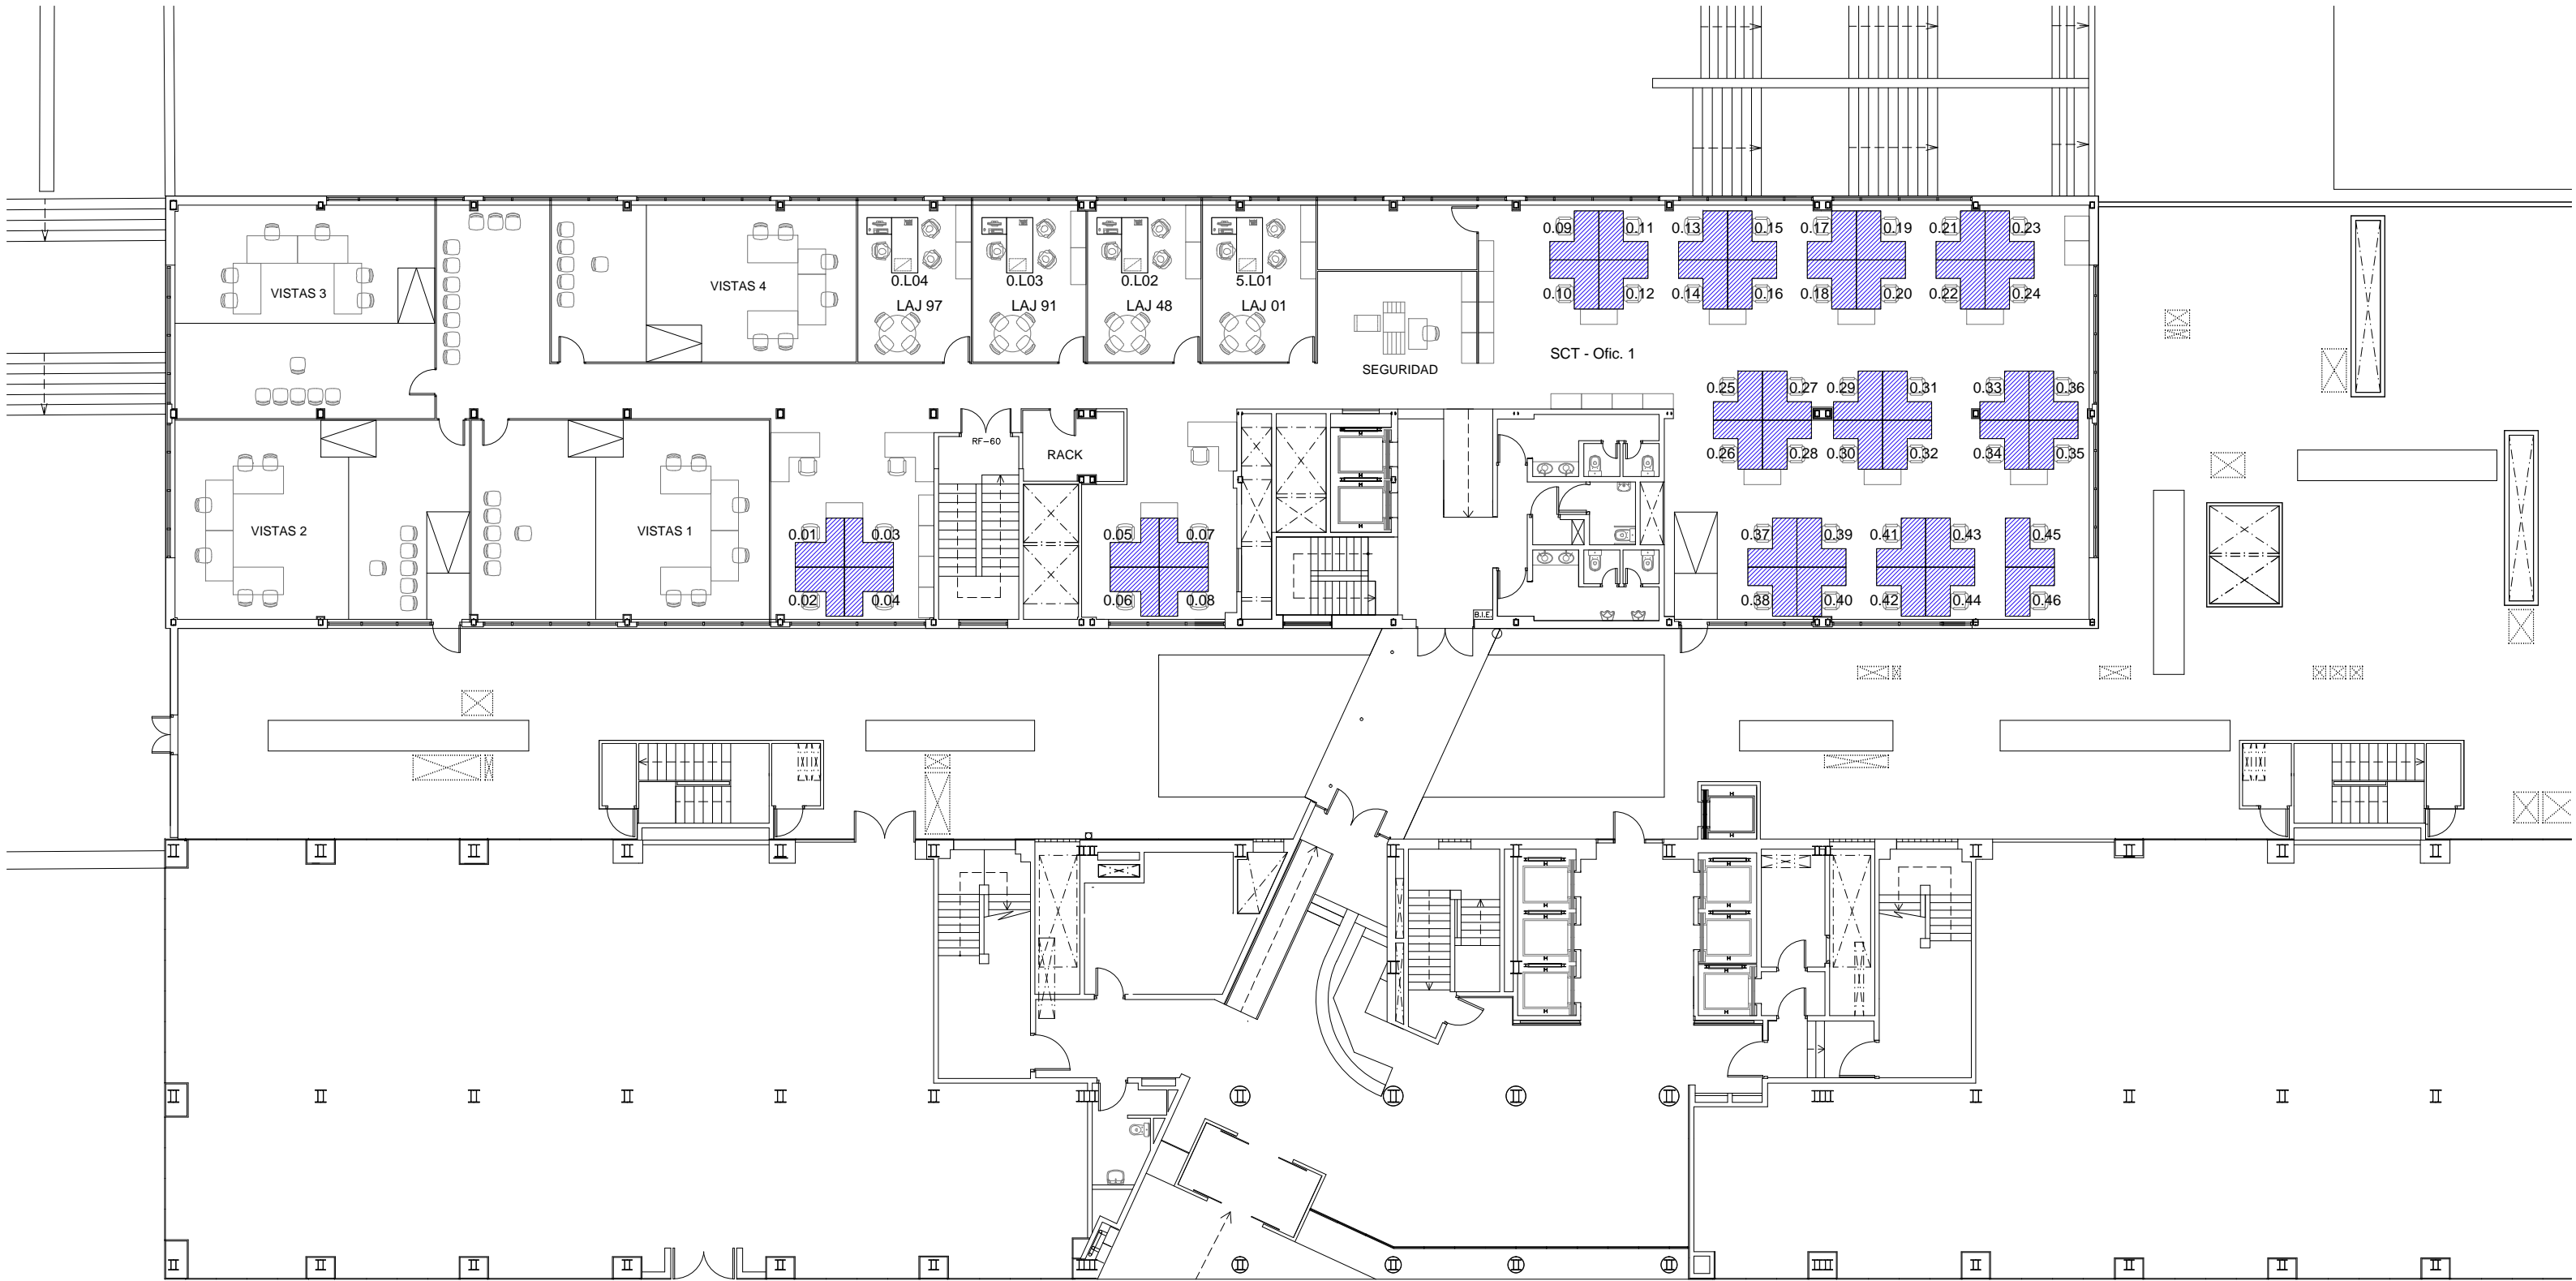 0.09 0.11 0.13 0.15 0.17 0.19 0.21 0.23
0.10 0.12 0.14 0.16 0.18 0.20 0.22 0.24
VISTAS 3
VISTAS 4
0.L04
LAJ 97
0.L03
LAJ 91
0.L02
LAJ 48
5.L01
LAJ 01
SEGURIDAD
SCT - Ofic. 1
0.25 0.27 0.29 0.31 0.33 0.36
0.26 0.28 0.30 0.32 0.34 0.35
RF-60
RACK
VISTAS 2
VISTAS 1
0.01 0.03 0.05 0.07
0.02 0.04 0.06 0.08
0.37 0.39 0.41 0.43 0.45
0.38 0.40 0.42 0.44 0.46
B.I.E